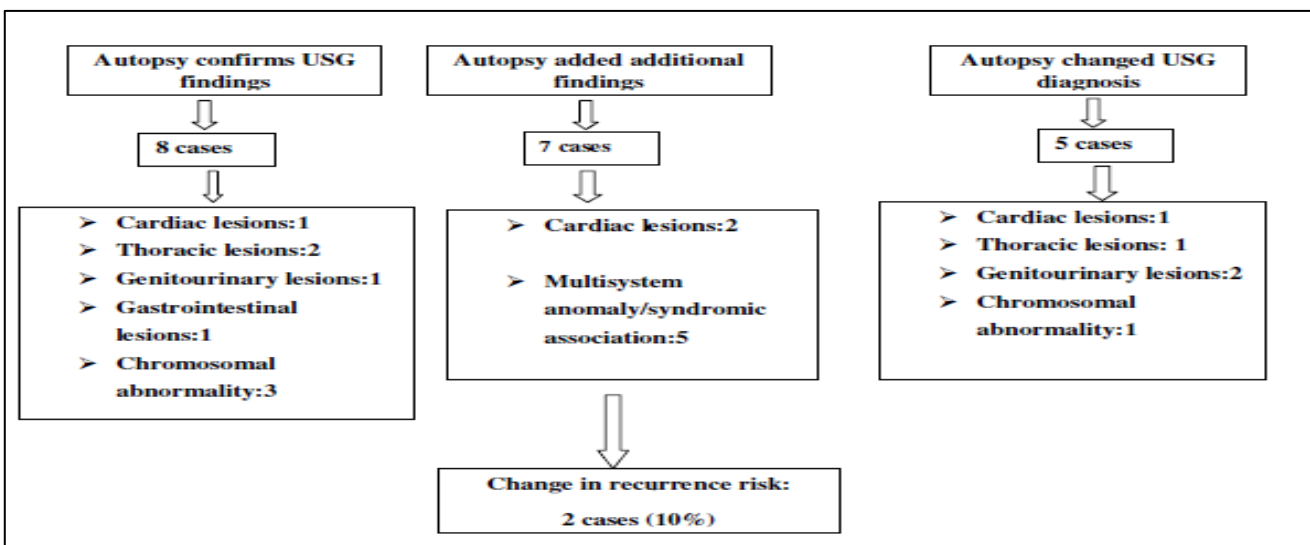 Autopsy confirms USG
findings
8 cases
➢ Cardiac lesions:1
➢ Thoracic lesions:2
➢ Genitourinary lesions:1
➢ Gastrointestinal
lesions:1
➢ Chromosomal
abnormality:3
Autopsy added additional
findings
7 cases
➢ Cardiac lesions:2
➢ Multisystem
anomaly/syndromic
association:5
Change in recurrence risk:
2 cases (10%)
Autopsy changed USG
diagnosis
5 cases
➢ Cardiac lesions:1
➢ Thoracic lesions: 1
➢ Genitourinary lesions:2
➢ Chromosomal
abnormality:1